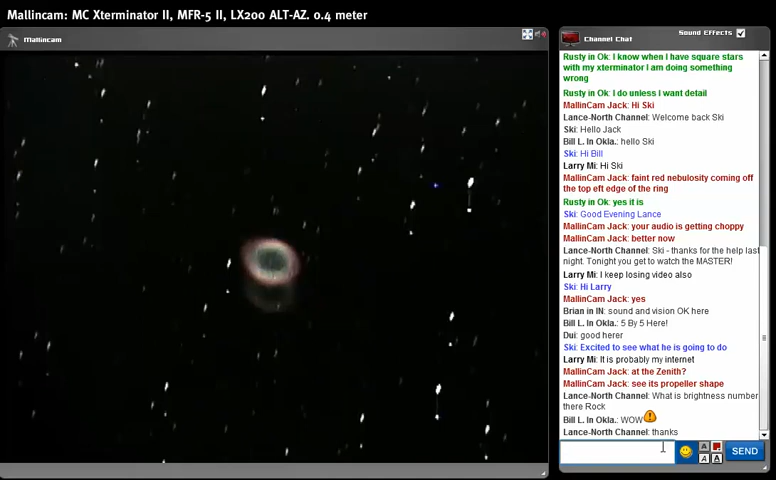 Mallincam: MC Xterminator II, MFR-5 II, LX200 ALT-AZ. 0.4 meter
Mallincam
Channel Chat
Sound Effects
Rusty in Ok: I know when I have square stars
with my xterminator I am doing something
wrong
Rusty in Ok: I do unless I want detail
MallinCam Jack: Hi Ski
Lance-North Channel: Welcome back Ski
Ski: Hello Jack
Bill L. In Okla.: hello Ski
Ski: Hi Bill
Larry Mi: Hi Ski
MallinCam Jack: faint red nebulosity coming off
the top eft edge of the ring
Rusty in Ok: yes it is
Ski: Good Evening Lance
MallinCam Jack: your audio is getting choppy
MallinCam Jack: better now
Lance-North Channel: Ski - thanks for the help last
night. Tonight you get to watch the MASTER!
Larry Mi: I keep losing video also
Ski: Hi Larry
MallinCam Jack: yes
Brian in IN: sound and vision OK here
Bill L. In Okla.: 5 By 5 Here!
Dui: good herer
Ski: Excited to see what he is going to do
Larry Mi: It is probably my internet
MallinCam Jack: at the Zenith?
MallinCam Jack: see its propeller shape
Lance-North Channel: What is brightness number
there Rock
Bill L. In Okla.: WOW
Lance-North Channel: thanks
A
A A
SEND